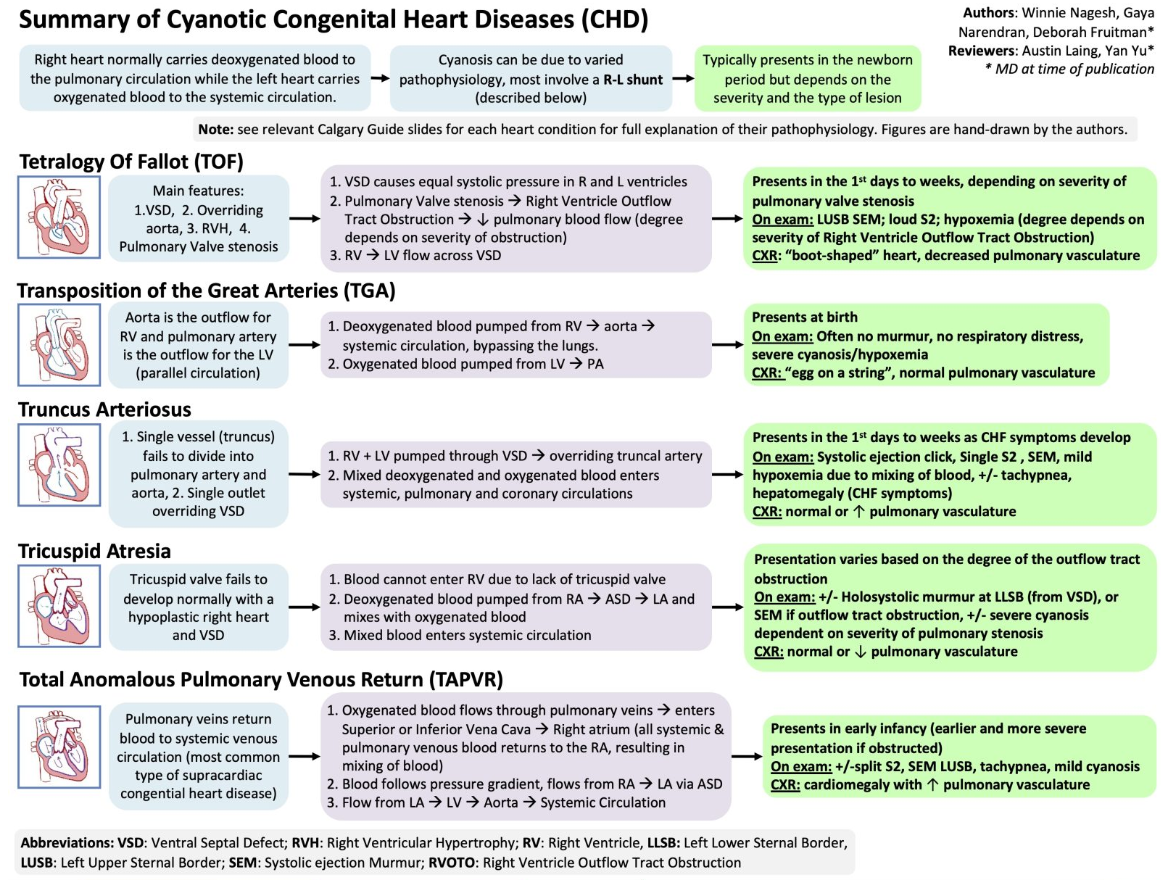 Summary of Cyanotic Congenital Heart Diseases (CHD)
Authors: Winnie Nagesh, Gaya
Narendran, Deborah Fruitman*
Reviewers: Austin Laing, Yan Yu*
* MD at time of publication
Right heart normally carries deoxygenated blood to
the pulmonary circulation while the left heart carries
oxygenated blood to the systemic circulation.
Cyanosis can be due to varied
pathophysiology, most involve a R-L shunt
(described below)
Typically presents in the newborn
period but depends on the
severity and the type of lesion
Note: see relevant Calgary Guide slides for each heart condition for full explanation of their pathophysiology. Figures are hand-drawn by the authors.
Tetralogy Of Fallot (TOF)
Main features:
1.VSD, 2. Overriding
aorta, 3. RVH, 4.
Pulmonary Valve stenosis
1. VSD causes equal systolic pressure in R and L ventricles
2. Pulmonary Valve stenosis → Right Ventricle Outflow
Tract Obstruction → ↓ pulmonary blood flow (degree
depends on severity of obstruction)
3. RV → LV flow across VSD
Presents in the 1st days to weeks, depending on severity of
pulmonary valve stenosis
On exam: LUSB SEM; loud S2; hypoxemia (degree depends on
severity of Right Ventricle Outflow Tract Obstruction)
CXR: “boot-shaped” heart, decreased pulmonary vasculature
Transposition of the Great Arteries (TGA)
Aorta is the outflow for
RV and pulmonary artery
is the outflow for the LV
(parallel circulation)
1. Deoxygenated blood pumped from RV → aorta →
systemic circulation, bypassing the lungs.
2. Oxygenated blood pumped from LV → PA
Presents at birth
On exam: Often no murmur, no respiratory distress,
severe cyanosis/hypoxemia
CXR: “egg on a string”, normal pulmonary vasculature
Truncus Arteriosus
1. Single vessel (truncus)
fails to divide into
pulmonary artery and
aorta, 2. Single outlet
overriding VSD
1. RV + LV pumped through VSD → overriding truncal artery
2. Mixed deoxygenated and oxygenated blood enters
systemic, pulmonary and coronary circulations
Presents in the 1st days to weeks as CHF symptoms develop
On exam: Systolic ejection click, Single S2 , SEM, mild
hypoxemia due to mixing of blood, +/- tachypnea,
hepatomegaly (CHF symptoms)
CXR: normal or ↑ pulmonary vasculature
Tricuspid Atresia
Tricuspid valve fails to
develop normally with a
hypoplastic right heart
and VSD
1. Blood cannot enter RV due to lack of tricuspid valve
2. Deoxygenated blood pumped from RA → ASD → LA and
mixes with oxygenated blood
3. Mixed blood enters systemic circulation
Presentation varies based on the degree of the outflow tract
obstruction
On exam: +/- Holosystolic murmur at LLSB (from VSD), or
SEM if outflow tract obstruction, +/- severe cyanosis
dependent on severity of pulmonary stenosis
CXR: normal or ↓ pulmonary vasculature
Total Anomalous Pulmonary Venous Return (TAPVR)
Pulmonary veins return
blood to systemic venous
circulation (most common
type of supracardiac
congential heart disease)
1. Oxygenated blood flows through pulmonary veins → enters
Superior or Inferior Vena Cava → Right atrium (all systemic &
pulmonary venous blood returns to the RA, resulting in
mixing of blood)
2. Blood follows pressure gradient, flows from RA → LA via ASD
3. Flow from LA → LV → Aorta → Systemic Circulation
Presents in early infancy (earlier and more severe
presentation if obstructed)
On exam: +/-split S2, SEM LUSB, tachypnea, mild cyanosis
CXR: cardiomegaly with ↑ pulmonary vasculature
Abbreviations: VSD: Ventral Septal Defect; RVH: Right Ventricular Hypertrophy; RV: Right Ventricle, LLSB: Left Lower Sternal Border,
LUSB: Left Upper Sternal Border; SEM: Systolic ejection Murmur; RVOTO: Right Ventricle Outflow Tract Obstruction